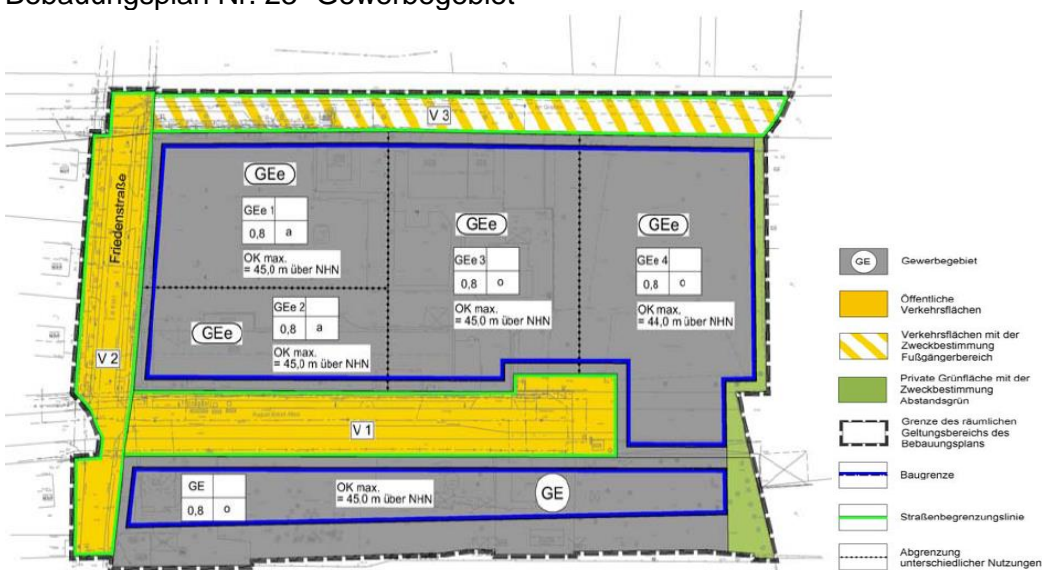 Bebauungsplan Nr. 28 "Gewerbegebiet"
V 3
Friedenstraße
GEe
GEe 1
0,8 a
OK max.
= 45,0 m über NHN
GEe
GEe 2
0,8 a
OK max.
= 45,0 m über NHN
GEe
GEe 3
0,8 o
OK max.
= 45,0 m über NHN
GEe
GEe 4
0,8 o
OK max.
= 44,0 m über NHN
V 2
V 1
GE
0,8 o
OK max.
= 45,0 m über NHN
GE
GE Gewerbegebiet
Öffentliche
Verkehrsflächen
Verkehrsflächen mit der
Zweckbestimmung
Fußgängerbereich
Private Grünfläche mit der
Zweckbestimmung
Abstandsgrün
Grenze des räumlichen
Geltungsbereichs des
Bebauungsplans
Baugrenze
Straßenbegrenzungslinie
Abgrenzung
unterschiedlicher Nutzungen